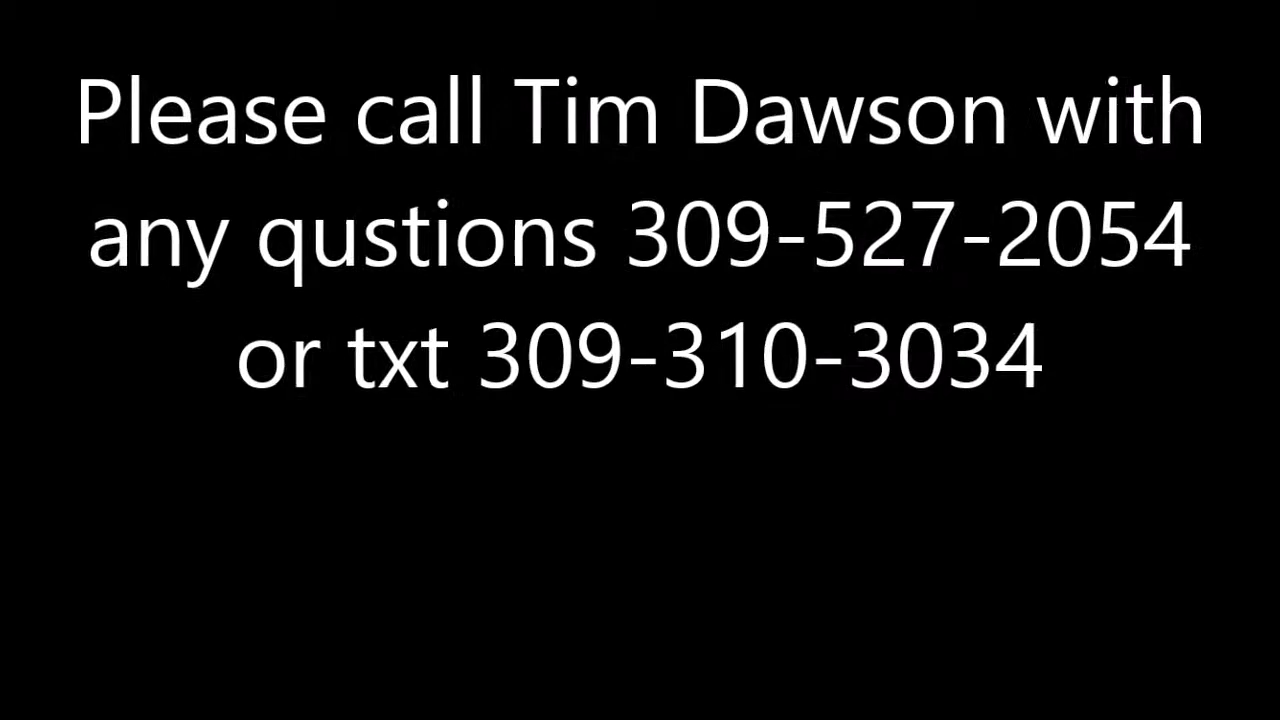 Please call Tim Dawson with
any qustions 309-527-2054
or txt 309-310-3034